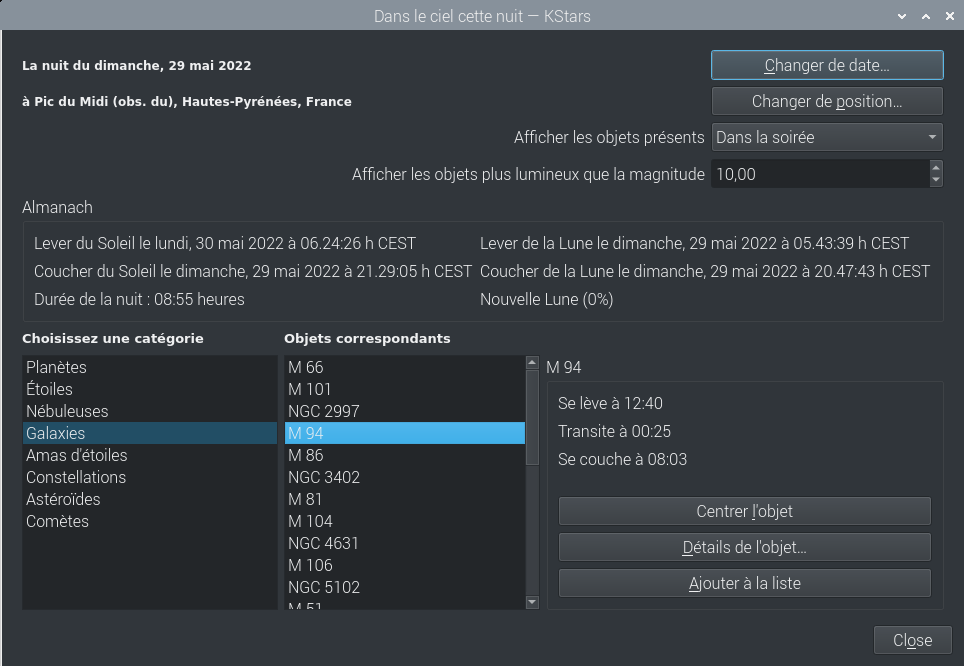 Dans le ciel cette nuit — KStars
La nuit du dimanche, 29 mai 2022
Changer de date...
à Pic du Midi (obs. du), Hautes-Pyrénées, France
Changer de position...
Afficher les objets présents Dans la soirée
Afficher les objets plus lumineux que la magnitude 10,00
Almanach
Lever du Soleil le lundi, 30 mai 2022 à 06.24:26 h CEST
Lever de la Lune le dimanche, 29 mai 2022 à 05.43:39 h CEST
Coucher du Soleil le dimanche, 29 mai 2022 à 21.29:05 h CEST
Coucher de la Lune le dimanche, 29 mai 2022 à 20.47:43 h CEST
Durée de la nuit : 08:55 heures
Nouvelle Lune (0%)
Choisissez une catégorie
Planètes
Étoiles
Nébuleuses
Galaxies
Amas d'étoiles
Constellations
Astéroïdes
Comètes
Objets correspondants
M 66
M 101
NGC 2997
M 94
M 86
NGC 3402
M 81
M 104
NGC 4631
M 106
NGC 5102
M 51
M 94
Se lève à 12:40
Transite à 00:25
Se couche à 08:03
Centrer l'objet
Détails de l'objet...
Ajouter à la liste
Close